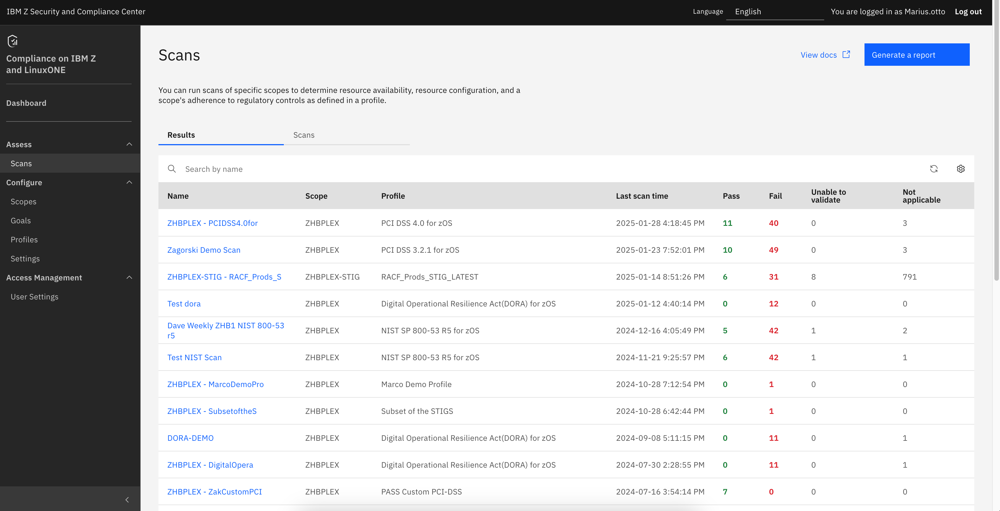 IBM Z Security and Compliance Center
Language English You are logged in as Marius.otto Log out
Compliance on IBM Z
and LinuxONE
Dashboard
Assess
Scans
Configure
Scopes
Goals
Profiles
Settings
Access Management
User Settings
Scans
View docs
Generate a report
You can run scans of specific scopes to determine resource availability, resource configuration, and a
scope's adherence to regulatory controls as defined in a profile.
Results Scans
Search by name
Name Scope Profile Last scan time Pass Fail Unable to validate Not applicable
ZHBPLEX - PCIDSS4.0for ZHBPLEX PCI DSS 4.0 for zOS 2025-01-28 4:18:45 PM 11 40 0 3
Zagorski Demo Scan ZHBPLEX PCI DSS 3.2.1 for zOS 2025-01-23 7:52:01 PM 10 49 0 3
ZHBPLEX-STIG - RACF_Prods_S ZHBPLEX-STIG RACF_Prods_STIG_LATEST 2025-01-14 8:51:26 PM 6 31 8 791
Test dora ZHBPLEX Digital Operational Resilience Act(DORA) for zOS 2025-01-12 4:40:14 PM 0 12 0 0
Dave Weekly ZHB1 NIST 800-53 r5 ZHBPLEX NIST SP 800-53 R5 for zOS 2024-12-16 4:05:49 PM 5 42 1 2
Test NIST Scan ZHBPLEX NIST SP 800-53 R5 for zOS 2024-11-21 9:25:57 PM 6 42 1 1
ZHBPLEX - MarcoDemoPro ZHBPLEX Marco Demo Profile 2024-10-28 7:12:54 PM 0 1 0 0
ZHBPLEX - SubsetoftheS ZHBPLEX Subset of the STIGS 2024-10-28 6:42:44 PM 0 1 0 0
DORA-DEMO ZHBPLEX Digital Operational Resilience Act(DORA) for zOS 2024-09-08 5:11:15 PM 0 11 0 1
ZHBPLEX - DigitalOpera ZHBPLEX Digital Operational Resilience Act(DORA) for zOS 2024-07-30 2:28:55 PM 0 11 0 1
ZHBPLEX - ZakCustomPCI ZHBPLEX PASS Custom PCI-DSS 2024-07-16 3:54:14 PM 7 0 0 0